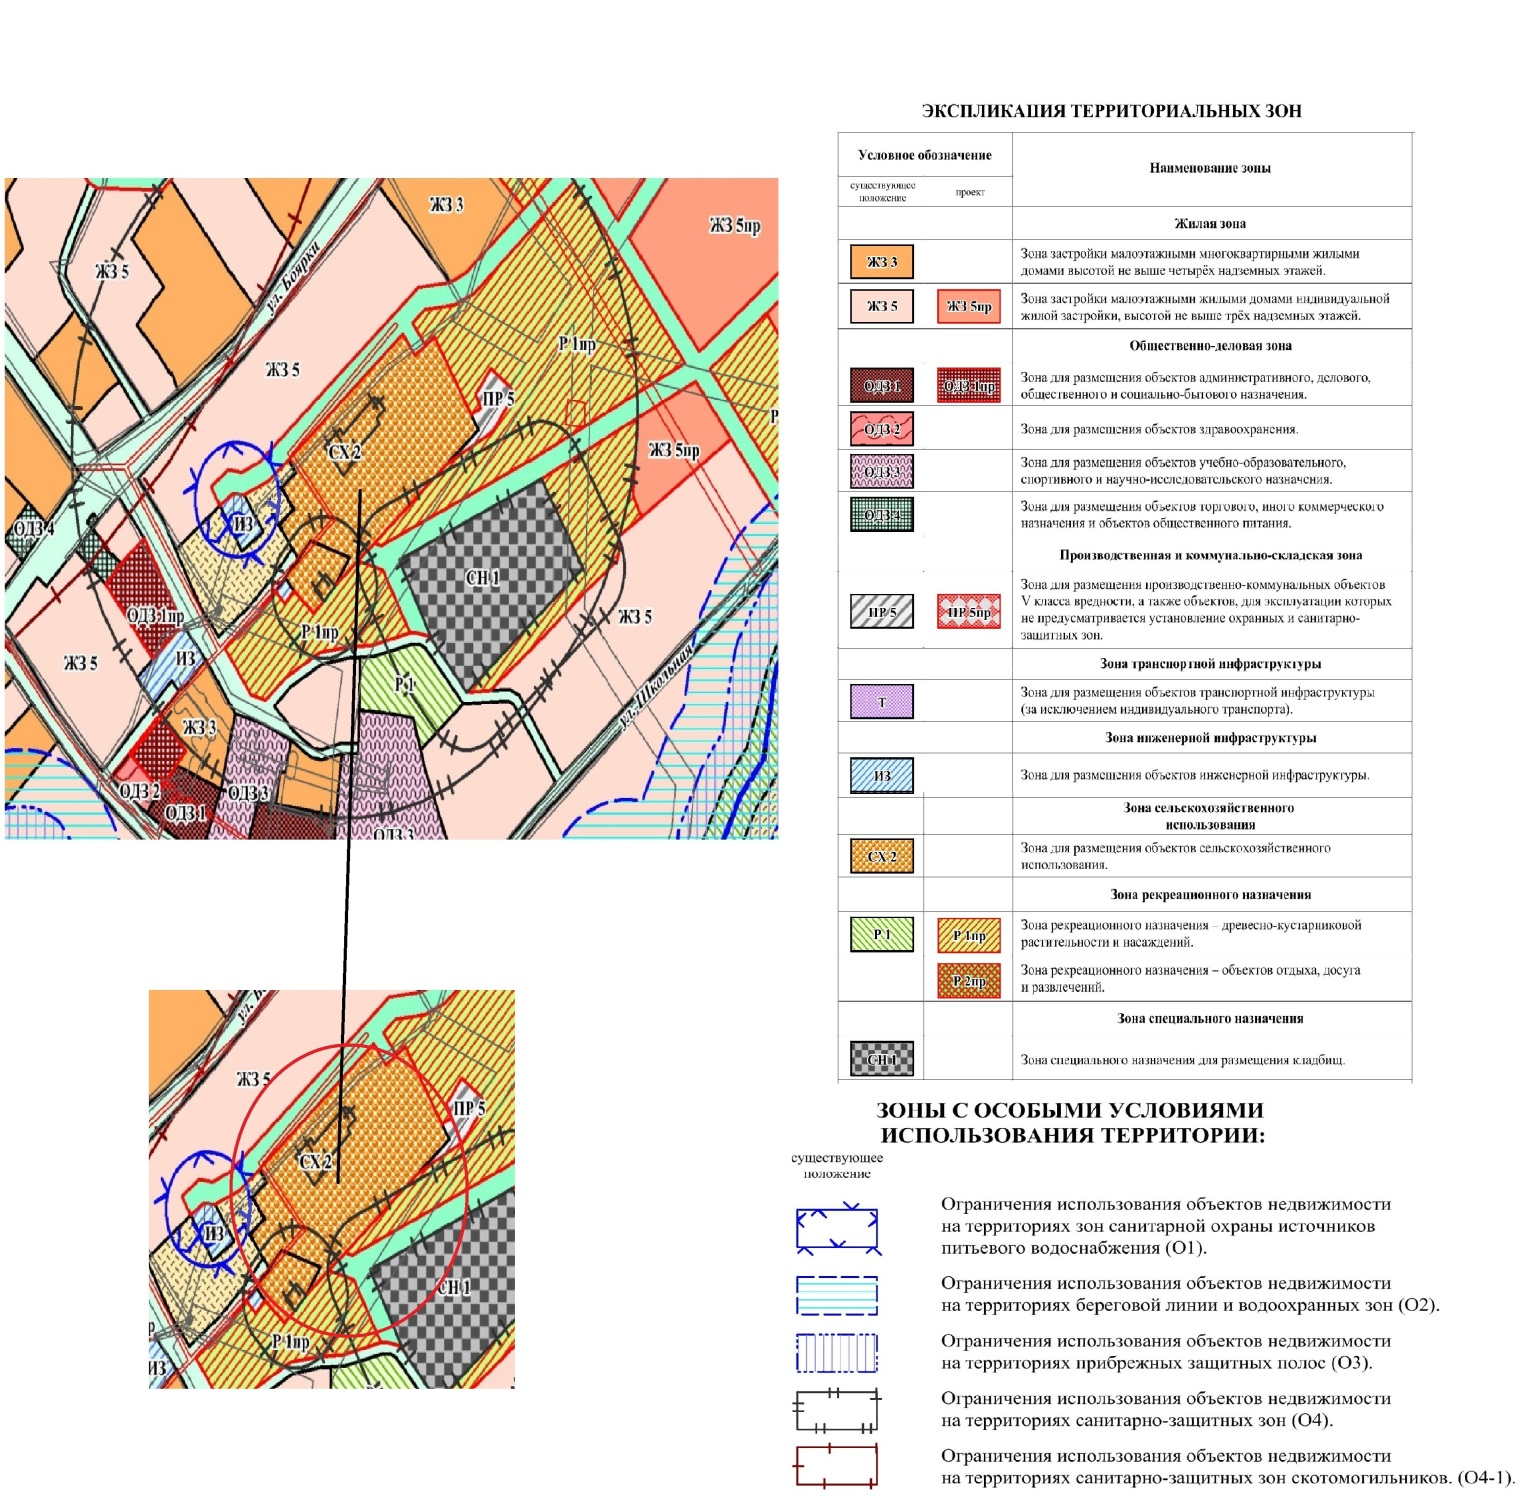 ЭКСПЛИКАЦИЯ ТЕРРИТОРИАЛЬНЫХ ЗОН
Условное обозначение
Наименование зоны
существующее
положение
проект
Жилая зона
ЖЗ 3
Зона застройки малоэтажными многоквартирными жилыми
домами высотой не выше четырёх надземных этажей.
ЖЗ 5
ЖЗ 5пр
Зона застройки малоэтажными жилыми домами индивидуальной
жилой застройки, высотой не выше трёх надземных этажей.
Общественно-деловая зона
ОДЗ 1
ОДЗ 1пр
Зона для размещения объектов административного, делового,
общественного и социально-бытового назначения.
ОДЗ 2
Зона для размещения объектов здравоохранения.
ОДЗ 3
Зона для размещения объектов учебно-образовательного,
спортивного и научно-исследовательского назначения.
ОДЗ 4
Зона для размещения объектов торгового, иного коммерческого
назначения и объектов общественного питания.
Производственная и коммунально-складская зона
ПР 5
ПР 5пр
Зона для размещения производственно-коммунальных объектов
V класса вредности, а также объектов, для эксплуатации которых
не предусматривается установление охранных и санитарно-
защитных зон.
Зона транспортной инфраструктуры
Т
Зона для размещения объектов транспортной инфраструктуры
(за исключением индивидуального транспорта).
Зона инженерной инфраструктуры
ИЗ
Зона для размещения объектов инженерной инфраструктуры.
Зона сельскохозяйственного
использования
СХ 2
Зона для размещения объектов сельскохозяйственного
использования.
Зона рекреационного назначения
Р 1
Р 1пр
Зона рекреационного назначения – древесно-кустарниковой
растительности и насаждений.
Р 2пр
Зона рекреационного назначения – объектов отдыха, досуга
и развлечений.
Зона специального назначения
СН 1
Зона специального назначения для размещения кладбищ.
ЗОНЫ С ОСОБЫМИ УСЛОВИЯМИ
ИСПОЛЬЗОВАНИЯ ТЕРРИТОРИИ:
существующее
положение
Ограничения использования объектов недвижимости
на территориях зон санитарной охраны источников
питьевого водоснабжения (О1).
Ограничения использования объектов недвижимости
на территориях береговой линии и водоохранных зон (О2).
Ограничения использования объектов недвижимости
на территориях прибрежных защитных полос (О3).
Ограничения использования объектов недвижимости
на территориях санитарно-защитных зон (О4).
Ограничения использования объектов недвижимости
на территориях санитарно-защитных зон скотомогильников. (О4-1).
ЖЗ 3
ЖЗ 5пр
ЖЗ 5
ул. Боярки
Р 1пр
ЖЗ 5
ПР 5
Р
СХ 2
ЖЗ 5пр
ИЗ
ОДЗ 4
СН 1
ОДЗ 1пр
ЖЗ 5
Р 1пр
ИЗ
ЖЗ 5
Р 1
ул. Школьная
ЖЗ 3
ОДЗ 2
ОДЗ 3
ОДЗ 1
ОДЗ 3
ул.
ЖЗ 5
ПР 5
СХ 2
ИЗ
СН 1
Р 1пр
р
ИЗ